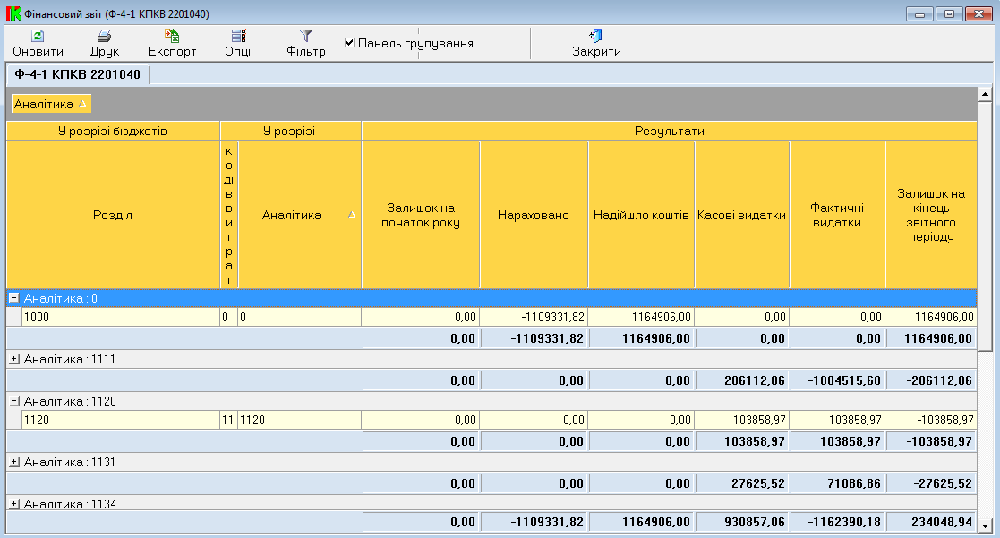 Фінансовий звіт (Ф-4-1 КПКВ 2201040)
Оновити Друк Експорт Опції Фільтр Панель групування Закрити
Ф-4-1 КПКВ 2201040
Аналітика
У розрізі бюджетів У розрізі Результати
Розділ Код витрат Аналітика Залишок на початок року Нараховано Надійшло коштів Касові видатки Фактичні видатки Залишок на кінець звітного періоду
Аналітика : 0
1000 0 0 0,00 -1109331,82 1164906,00 0,00 0,00 1164906,00
0,00 -1109331,82 1164906,00 0,00 0,00 1164906,00
Аналітика : 1111
0,00 0,00 0,00 286112,86 -1884515,60 -286112,86
Аналітика : 1120
1120 11 1120 0,00 0,00 0,00 103858,97 103858,97 -103858,97
0,00 0,00 0,00 103858,97 103858,97 -103858,97
Аналітика : 1131
0,00 0,00 0,00 27625,52 71086,86 -27625,52
Аналітика : 1134
0,00 -1109331,82 1164906,00 930857,06 -1162390,18 234048,94